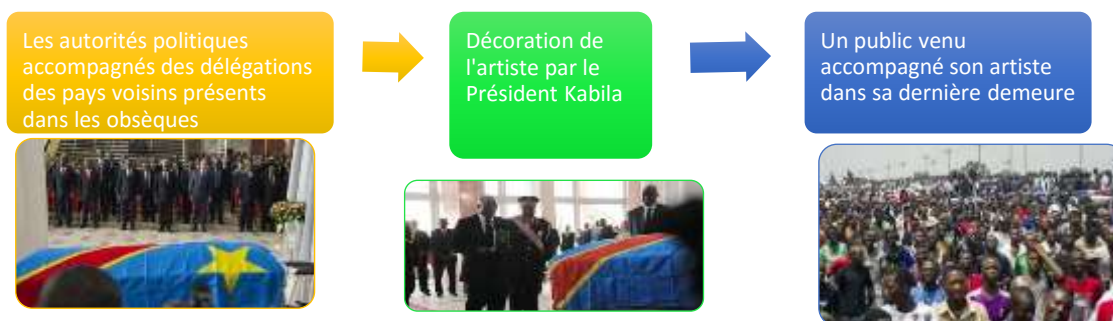 Les autorités politiques
accompagnés des délégations
des pays voisins présents
dans les obsèques
Décoration de
l'artiste par le
Président Kabila
Un public venu
accompagné son artiste
dans sa dernière demeure